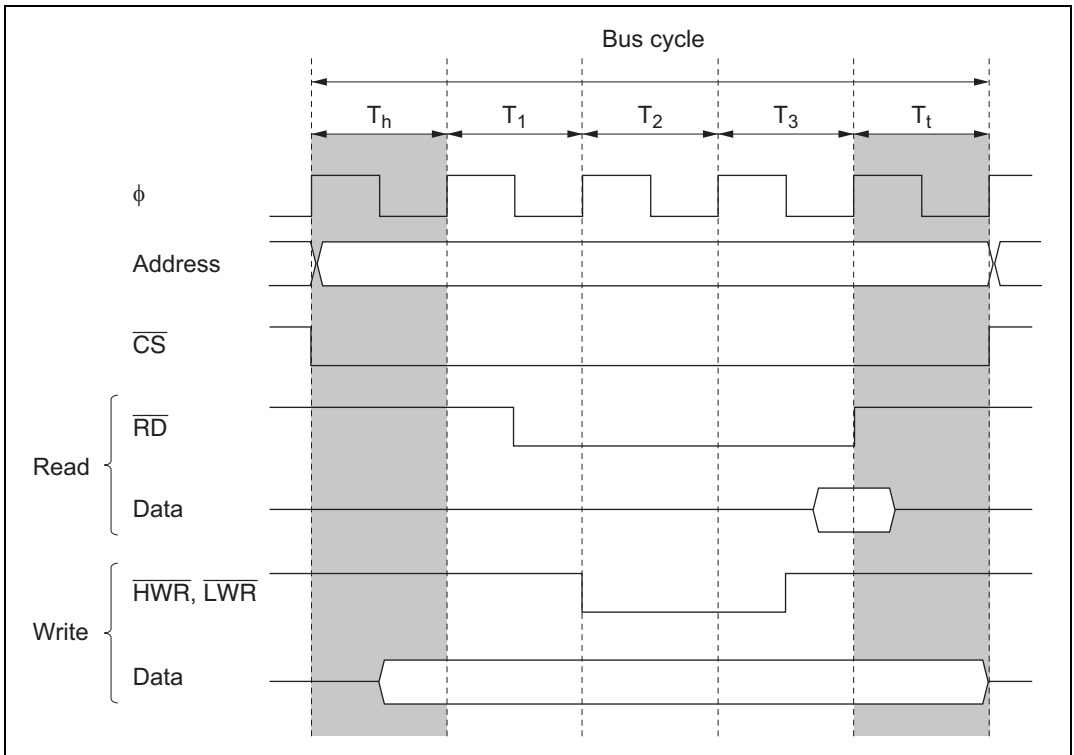 Bus cycle
Th T1 T2 T3 Tt
ϕ
Address
CS
Read
RD
Data
Write
HWR, LWR
Data